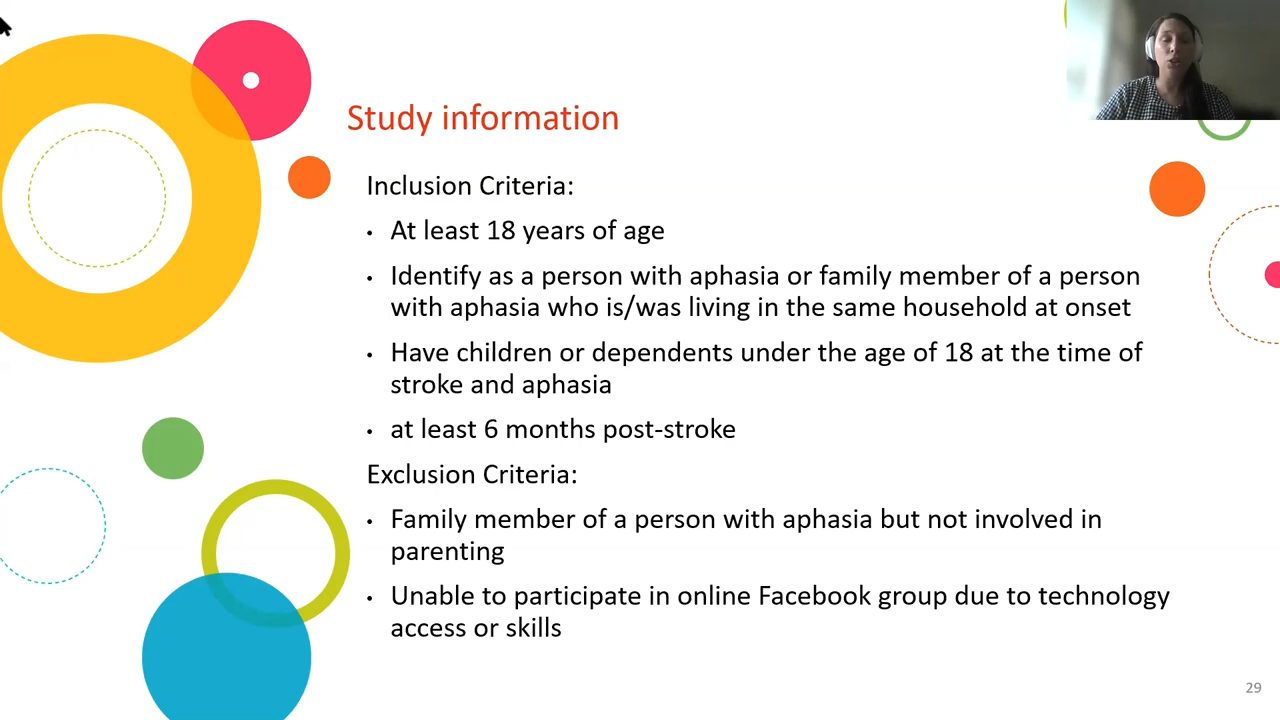 Study information
Inclusion Criteria:
• At least 18 years of age
• Identify as a person with aphasia or family member of a person
with aphasia who is/was living in the same household at onset
• Have children or dependents under the age of 18 at the time of
stroke and aphasia
• at least 6 months post-stroke
Exclusion Criteria:
• Family member of a person with aphasia but not involved in
parenting
• Unable to participate in online Facebook group due to technology
access or skills
29